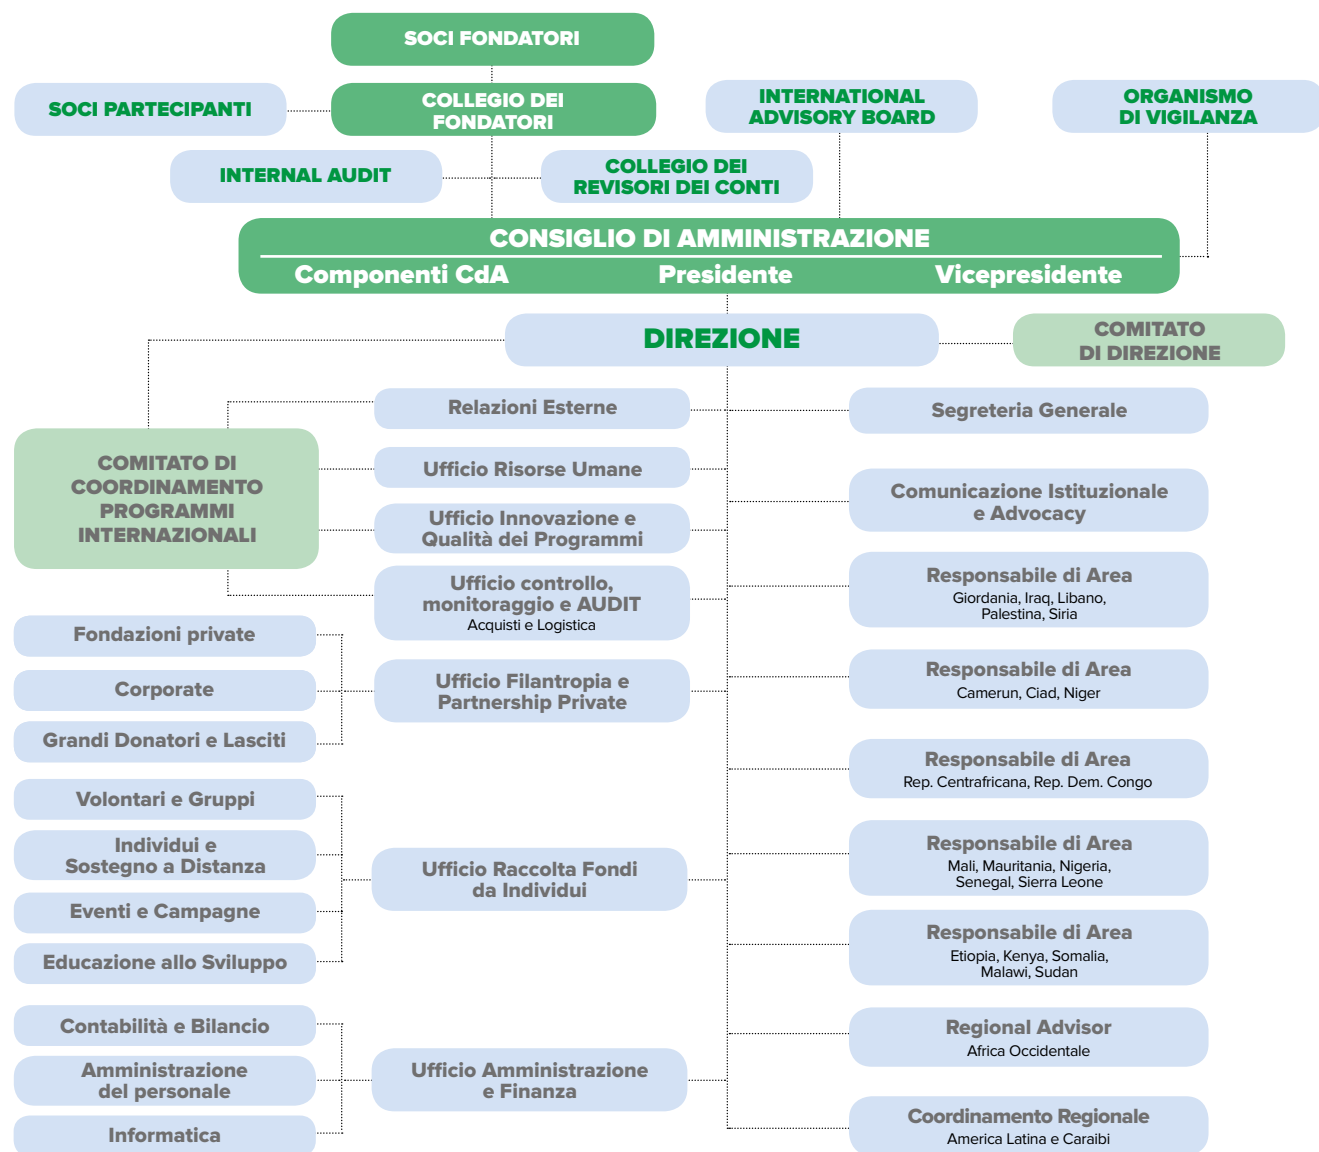 SOCI FONDATORI
SOCI PARTECIPANTI
COLLEGIO DEI
FONDATORI
INTERNATIONAL
ADVISORY BOARD
ORGANISMO
DI VIGILANZA
INTERNAL AUDIT
COLLEGIO DEI
REVISORI DEI CONTI
CONSIGLIO DI AMMINISTRAZIONE
Componenti CdA
Presidente
Vicepresidente
DIREZIONE
COMITATO
DI DIREZIONE
COMITATO DI
COORDINAMENTO
PROGRAMMI
INTERNAZIONALI
Relazioni Esterne
Ufficio Risorse Umane
Ufficio Innovazione e
Qualità dei Programmi
Ufficio controllo,
monitoraggio e AUDIT
Acquisti e Logistica
Fondazioni private
Corporate
Grandi Donatori e Lasciti
Ufficio Filantropia e
Partnership Private
Volontari e Gruppi
Individui e
Sostegno a Distanza
Eventi e Campagne
Educazione allo Sviluppo
Ufficio Raccolta Fondi
da Individui
Contabilità e Bilancio
Amministrazione
del personale
Informatica
Ufficio Amministrazione
e Finanza
Segreteria Generale
Comunicazione Istituzionale
e Advocacy
Responsabile di Area
Giordania, Iraq, Libano,
Palestina, Siria
Responsabile di Area
Camerun, Ciad, Niger
Responsabile di Area
Rep. Centrafricana, Rep. Dem. Congo
Responsabile di Area
Mali, Mauritania, Nigeria,
Senegal, Sierra Leone
Responsabile di Area
Etiopia, Kenya, Somalia,
Malawi, Sudan
Regional Advisor
Africa Occidentale
Coordinamento Regionale
America Latina e Caraibi